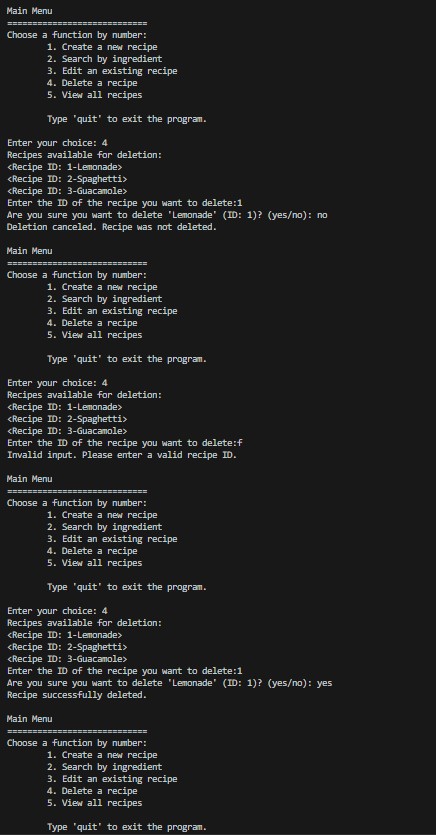 Main Menu
============================
Choose a function by number:
        1. Create a new recipe
        2. Search by ingredient
        3. Edit an existing recipe
        4. Delete a recipe
        5. View all recipes

        Type 'quit' to exit the program.

Enter your choice: 4
Recipes available for deletion:
<Recipe ID: 1-Lemonade>
<Recipe ID: 2-Spaghetti>
<Recipe ID: 3-Guacamole>
Enter the ID of the recipe you want to delete:1
Are you sure you want to delete 'Lemonade' (ID: 1)? (yes/no): no
Deletion canceled. Recipe was not deleted.

Main Menu
============================
Choose a function by number:
        1. Create a new recipe
        2. Search by ingredient
        3. Edit an existing recipe
        4. Delete a recipe
        5. View all recipes

        Type 'quit' to exit the program.

Enter your choice: 4
Recipes available for deletion:
<Recipe ID: 1-Lemonade>
<Recipe ID: 2-Spaghetti>
<Recipe ID: 3-Guacamole>
Enter the ID of the recipe you want to delete:f
Invalid input. Please enter a valid recipe ID.

Main Menu
============================
Choose a function by number:
        1. Create a new recipe
        2. Search by ingredient
        3. Edit an existing recipe
        4. Delete a recipe
        5. View all recipes

        Type 'quit' to exit the program.

Enter your choice: 4
Recipes available for deletion:
<Recipe ID: 1-Lemonade>
<Recipe ID: 2-Spaghetti>
<Recipe ID: 3-Guacamole>
Enter the ID of the recipe you want to delete:1
Are you sure you want to delete 'Lemonade' (ID: 1)? (yes/no): yes
Recipe successfully deleted.

Main Menu
============================
Choose a function by number:
        1. Create a new recipe
        2. Search by ingredient
        3. Edit an existing recipe
        4. Delete a recipe
        5. View all recipes

        Type 'quit' to exit the program.